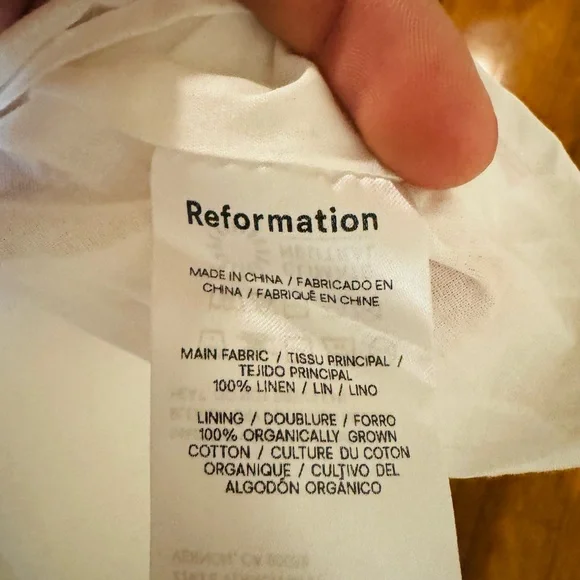 Reformation
MADE IN CHINA / FABRICADO EN
CHINA / FABRIQUÉ EN CHINE
MAIN FABRIC / TISSU PRINCIPAL /
TEJIDO PRINCIPAL
100% LINEN / LIN / LINO
LINING / DOUBLURE / FORRO
100% ORGANICALLY GROWN
COTTON / CULTURE DU COTON
ORGANIQUE / CULTIVO DEL
ALGODÓN ORGÁNICO